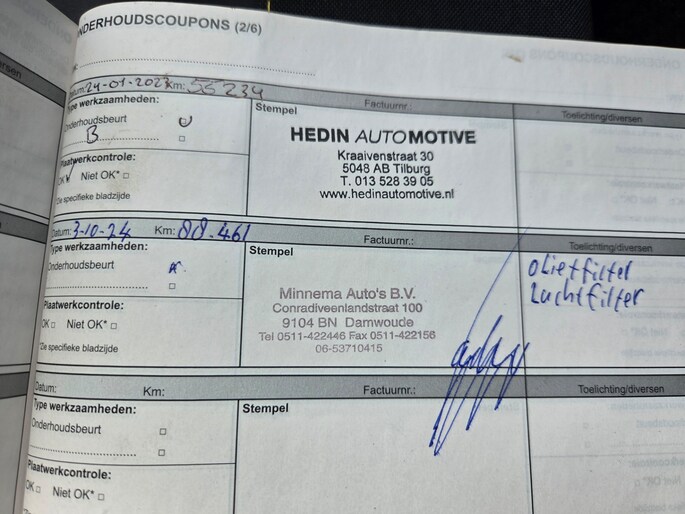 ONDERHOUDSCOUPONS (2/6)
Datum: 24-01-2023 Km: 55234
Type werkzaamheden:
Onderhoudsbeurt
B
Plaatwerkcontrole:
OK Niet OK*
*Zie specifieke bladzijde
Stempel
Factuurnr.:
HEDIN AUTOMOTIVE
Kraaivenstraat 30
5048 AB Tilburg
T. 013 528 39 05
www.hedinautomotive.nl
Toelichting/diversen
Datum: 3-10-24 Km: 88.461
Type werkzaamheden:
Onderhoudsbeurt
Plaatwerkcontrole:
OK Niet OK*
*Zie specifieke bladzijde
Stempel
Factuurnr.:
Minnema Auto's B.V.
Conradiveenlandstraat 100
9104 BN Damwoude
Tel 0511-422446 Fax 0511-422156
06-53710415
Toelichting/diversen
Olietfilter
Luchtfilter
Datum: Km:
Type werkzaamheden:
Onderhoudsbeurt
Plaatwerkcontrole:
OK Niet OK*
Stempel
Factuurnr.:
Toelichting/diversen